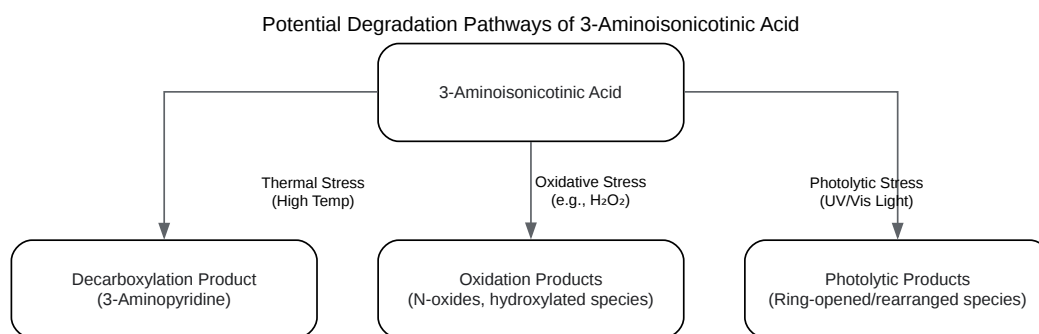 Potential Degradation Pathways of 3-Aminoisonicotinic Acid
3-Aminoisonicotinic Acid
Thermal Stress
(High Temp)
Oxidative Stress
(e.g., H₂O₂)
Photolytic Stress
(UV/Vis Light)
Decarboxylation Product
(3-Aminopyridine)
Oxidation Products
(N-oxides, hydroxylated species)
Photolytic Products
(Ring-opened/rearranged species)